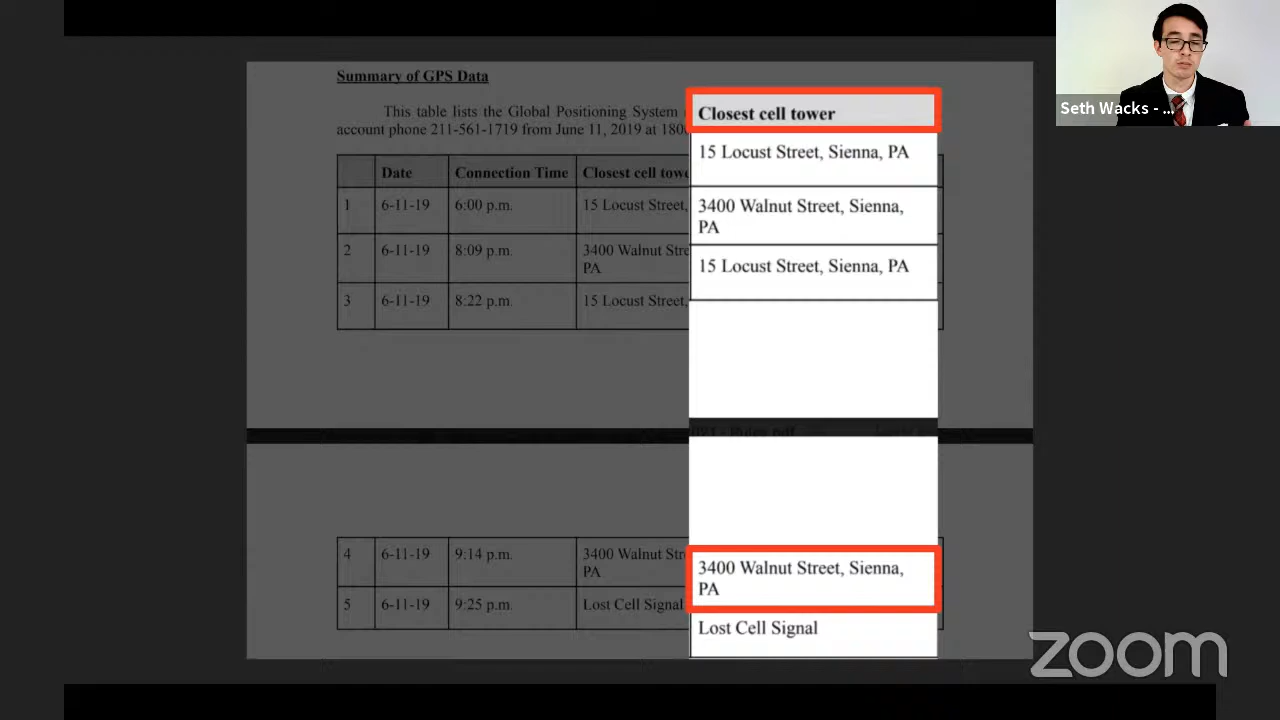 Summary of GPS Data
This table lists the Global Positioning System
account phone 211-561-1719 from June 11, 2019 at 180
Date Connection Time Closest cell towe
1 6-11-19 6:00 p.m. 15 Locust Street,
2 6-11-19 8:09 p.m. 3400 Walnut Stre
PA
3 6-11-19 8:22 p.m. 15 Locust Street,
4 6-11-19 9:14 p.m. 3400 Walnut Stre
PA
5 6-11-19 9:25 p.m. Lost Cell Signal
Closest cell tower
15 Locust Street, Sienna, PA
3400 Walnut Street, Sienna,
PA
15 Locust Street, Sienna, PA
3400 Walnut Street, Sienna,
PA
Lost Cell Signal
Seth Wacks - ...
zoom